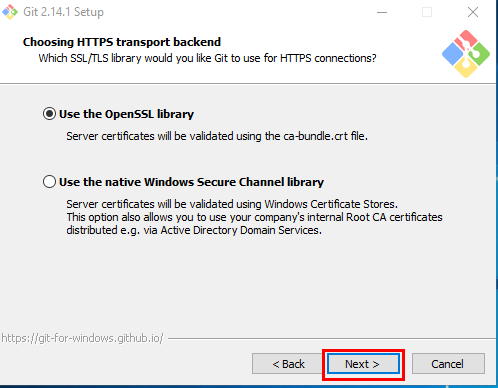 Git 2.14.1 Setup
Choosing HTTPS transport backend
Which SSL/TLS library would you like Git to use for HTTPS connections?
Use the OpenSSL library
Server certificates will be validated using the ca-bundle.crt file.
Use the native Windows Secure Channel library
Server certificates will be validated using Windows Certificate Stores.
This option also allows you to use your company's internal Root CA certificates
distributed e.g. via Active Directory Domain Services.
https://git-for-windows.github.io/
< Back Next > Cancel